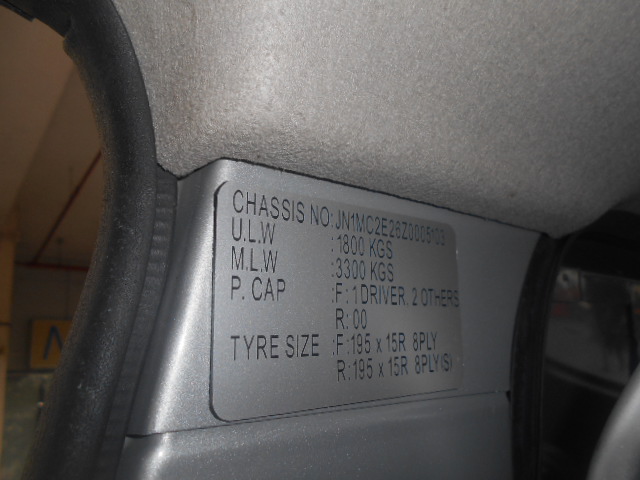 CHASSIS NO: JN1MC2E26Z0005103
U.L.W : 1800 KGS
M.L.W : 3300 KGS
P. CAP : F : 1 DRIVER. 2 OTHERS
R: 00
TYRE SIZE : F : 195 x 15R 8PLY
R: 195 x 15R 8PLY(S)